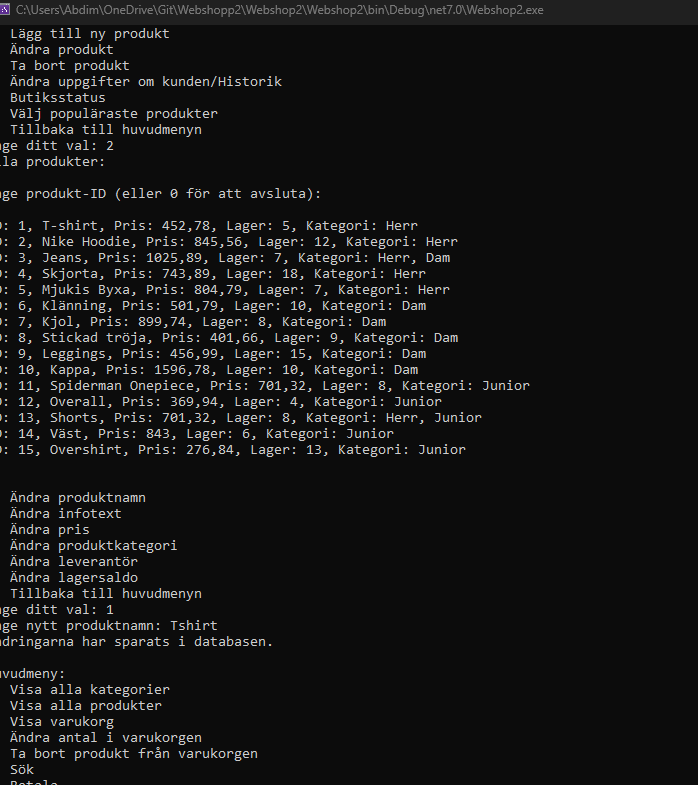 C:\Users\Abdim\OneDrive\Git\Webshopp2\Webshop2\Webshop2\bin\Debug\net7.0\Webshop2.exe
Lägg till ny produkt
Ändra produkt
Ta bort produkt
Ändra uppgifter om kunden/Historik
Butiksstatus
Välj populäraste produkter
Tillbaka till huvudmenyn
nge ditt val: 2
lla produkter:
nge produkt-ID (eller 0 för att avsluta):
D: 1, T-shirt, Pris: 452,78, Lager: 5, Kategori: Herr
D: 2, Nike Hoodie, Pris: 845,56, Lager: 12, Kategori: Herr
D: 3, Jeans, Pris: 1025,89, Lager: 7, Kategori: Herr, Dam
D: 4, Skjorta, Pris: 743,89, Lager: 18, Kategori: Herr
D: 5, Mjukis Byxa, Pris: 804,79, Lager: 7, Kategori: Herr
D: 6, Klänning, Pris: 501,79, Lager: 10, Kategori: Dam
D: 7, Kjol, Pris: 899,74, Lager: 8, Kategori: Dam
D: 8, Stickad tröja, Pris: 401,66, Lager: 9, Kategori: Dam
D: 9, Leggings, Pris: 456,99, Lager: 15, Kategori: Dam
D: 10, Kappa, Pris: 1596,78, Lager: 10, Kategori: Dam
D: 11, Spiderman Onepiece, Pris: 701,32, Lager: 8, Kategori: Junior
D: 12, Overall, Pris: 369,94, Lager: 4, Kategori: Junior
D: 13, Shorts, Pris: 701,32, Lager: 8, Kategori: Herr, Junior
D: 14, Väst, Pris: 843, Lager: 6, Kategori: Junior
D: 15, Overshirt, Pris: 276,84, Lager: 13, Kategori: Junior
Ändra produktnamn
Ändra infotext
Ändra pris
Ändra produktkategori
Ändra leverantör
Ändra lagersaldo
Tillbaka till huvudmenyn
nge ditt val: 1
nge nytt produktnamn: Tshirt
ndringarna har sparats i databasen.
uvudmeny:
Visa alla kategorier
Visa alla produkter
Visa varukorg
Ändra antal i varukorgen
Ta bort produkt från varukorgen
Sök
Betala